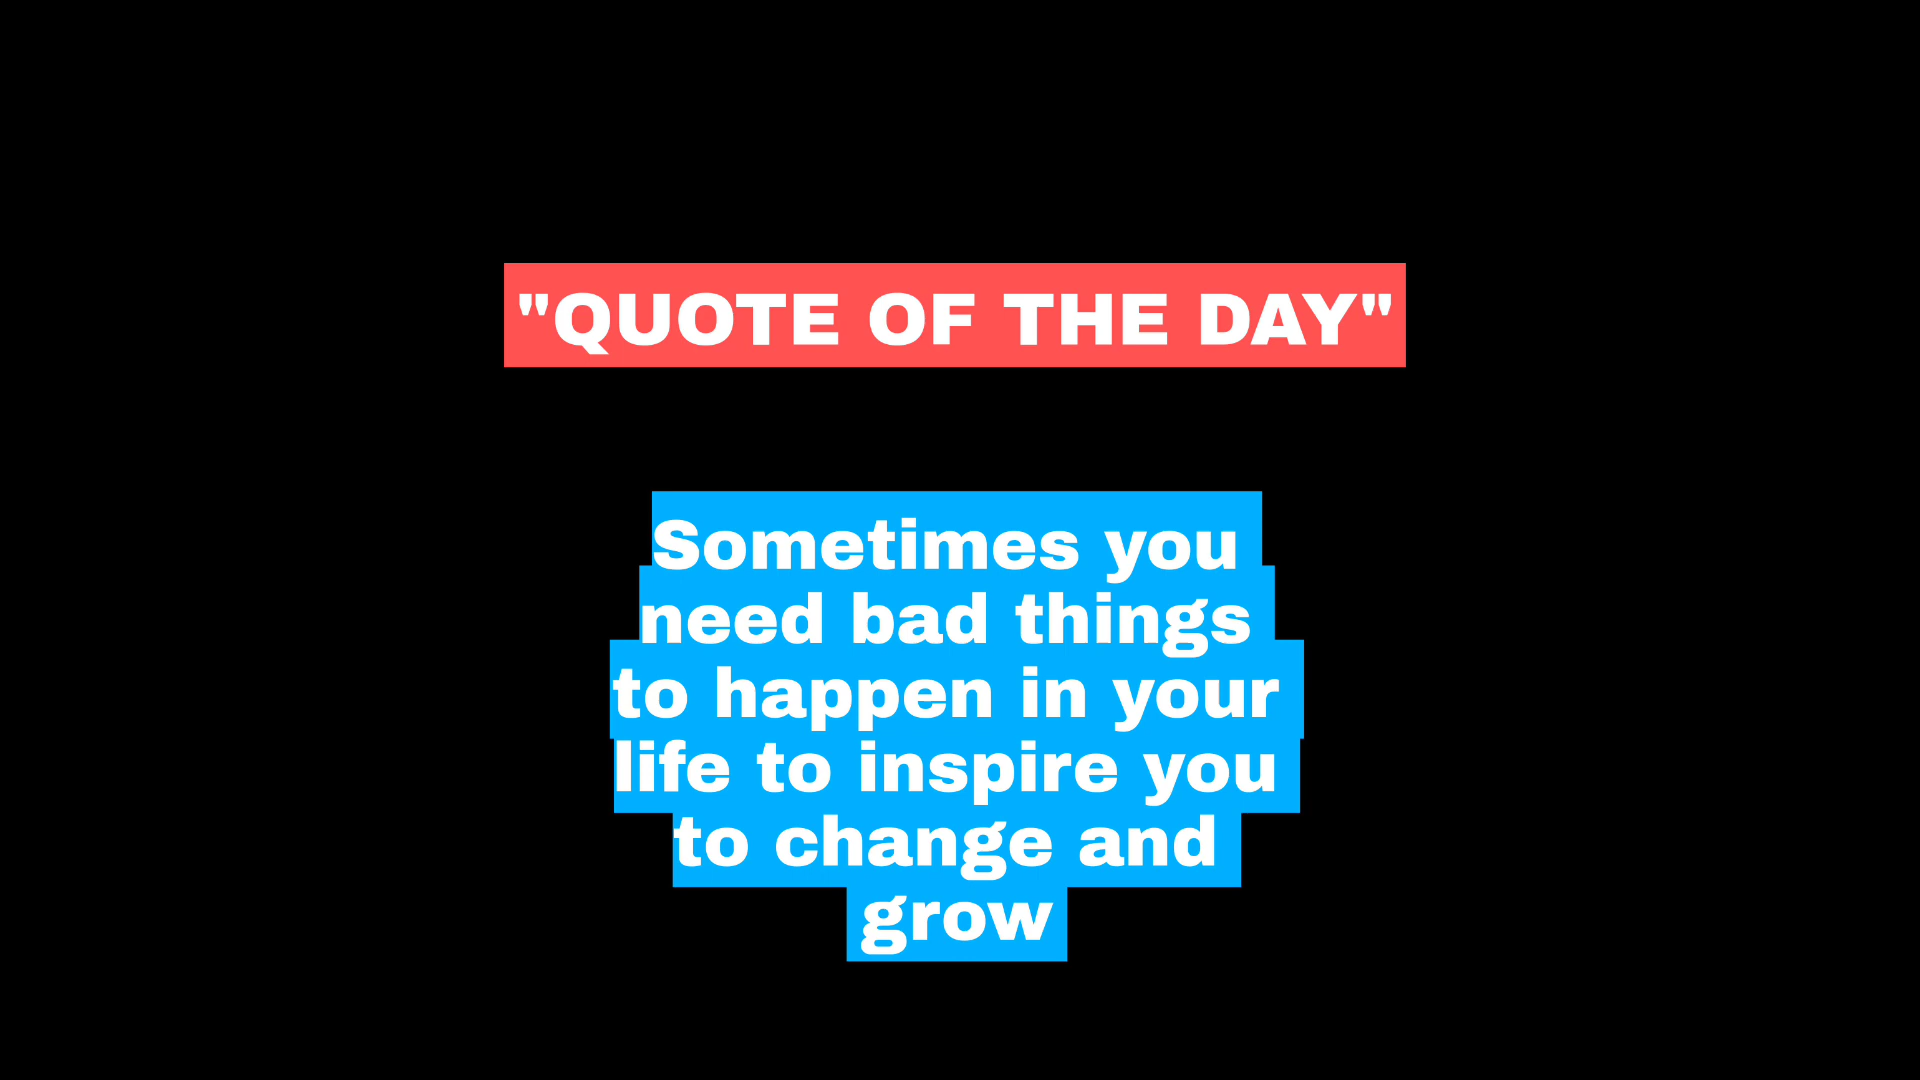 "QUOTE OF THE DAY"
Sometimes you
need bad things
to happen in your
life to inspire you
to change and
grow